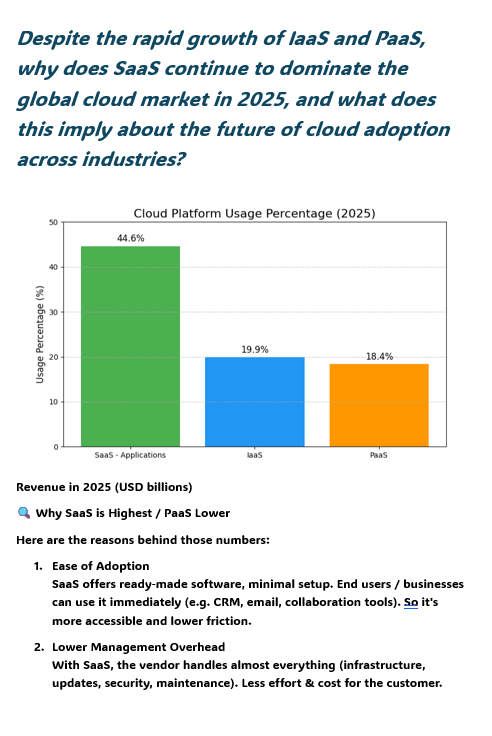 Despite the rapid growth of IaaS and PaaS,
why does SaaS continue to dominate the
global cloud market in 2025, and what does
this imply about the future of cloud adoption
across industries?
Cloud Platform Usage Percentage (2025)
50
40
30
20
10
0
Usage Percentage (%)
44.6%
19.9%
18.4%
SaaS - Applications
IaaS
PaaS
Revenue in 2025 (USD billions)
🔍 Why SaaS is Highest / PaaS Lower
Here are the reasons behind those numbers:
1. Ease of Adoption
SaaS offers ready-made software, minimal setup. End users / businesses
can use it immediately (e.g. CRM, email, collaboration tools). So it's
more accessible and lower friction.
2. Lower Management Overhead
With SaaS, the vendor handles almost everything (infrastructure,
updates, security, maintenance). Less effort & cost for the customer.